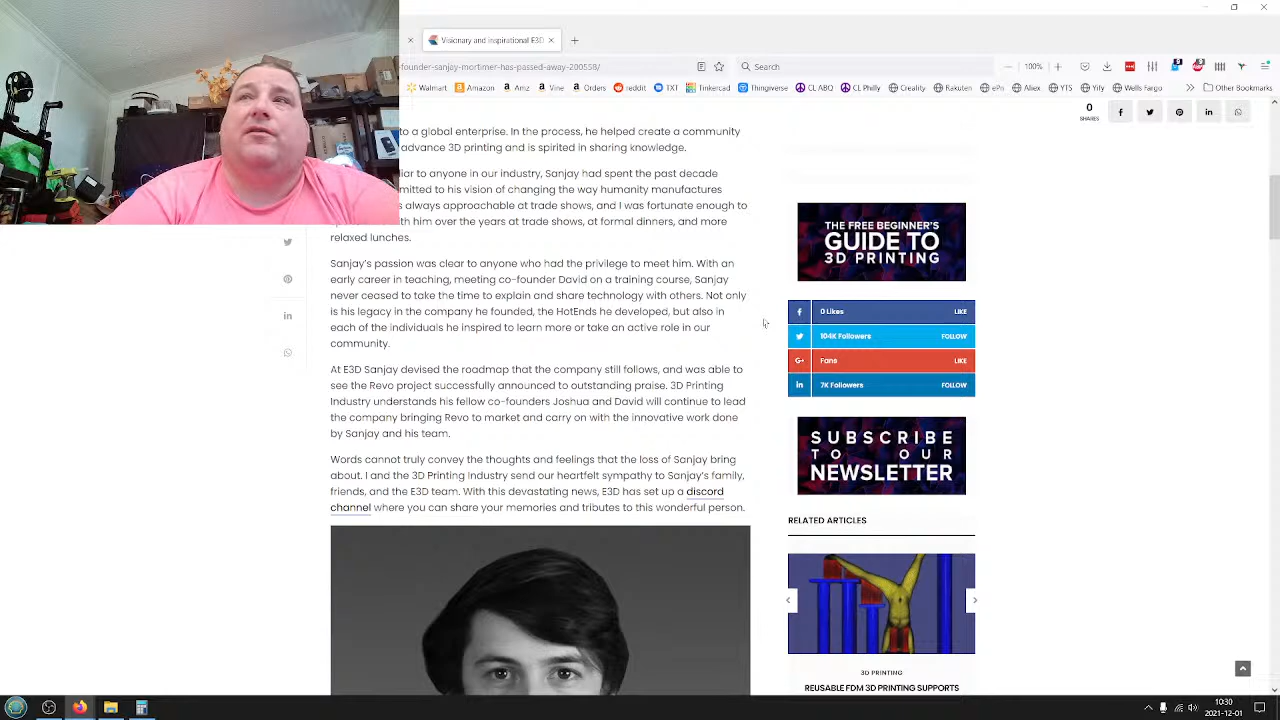 Visionary and inspirational E3D
founder-sanjay-mortimer-has-passed-away-200558/
Search
100%
Walmart
Amazon
Amz
Vine
Orders
reddit
TXT
Tinkercad
Thingiverse
CL ABQ
CL Philly
Creality
Rakuten
ePn
Aliex
YTS
Yify
Wells Fargo
Other Bookmarks
0
SHARES
to a global enterprise. In the process, he helped create a community
advance 3D printing and is spirited in sharing knowledge.
liar to anyone in our industry, Sanjay had spent the past decade
mitted to his vision of changing the way humanity manufactures
s always approachable at trade shows, and I was fortunate enough to
th him over the years at trade shows, at formal dinners, and more
relaxed lunches.
Sanjay's passion was clear to anyone who had the privilege to meet him. With an
early career in teaching, meeting co-founder David on a training course, Sanjay
never ceased to take the time to explain and share technology with others. Not only
is his legacy in the company he founded, the HotEnds he developed, but also in
each of the individuals he inspired to learn more or take an active role in our
community.
At E3D Sanjay devised the roadmap that the company still follows, and was able to
see the Revo project successfully announced to outstanding praise. 3D Printing
Industry understands his fellow co-founders Joshua and David will continue to lead
the company bringing Revo to market and carry on with the innovative work done
by Sanjay and his team.
Words cannot truly convey the thoughts and feelings that the loss of Sanjay bring
about. I and the 3D Printing Industry send our heartfelt sympathy to Sanjay's family,
friends, and the E3D team. With this devastating news, E3D has set up a discord
channel where you can share your memories and tributes to this wonderful person.
THE FREE BEGINNER'S
GUIDE TO
3D PRINTING
0 Likes LIKE
104K Followers FOLLOW
Fans LIKE
7K Followers FOLLOW
SUBSCRIBE
TO OUR
NEWSLETTER
RELATED ARTICLES
3D PRINTING
REUSABLE FDM 3D PRINTING SUPPORTS
10:30
2021-12-01